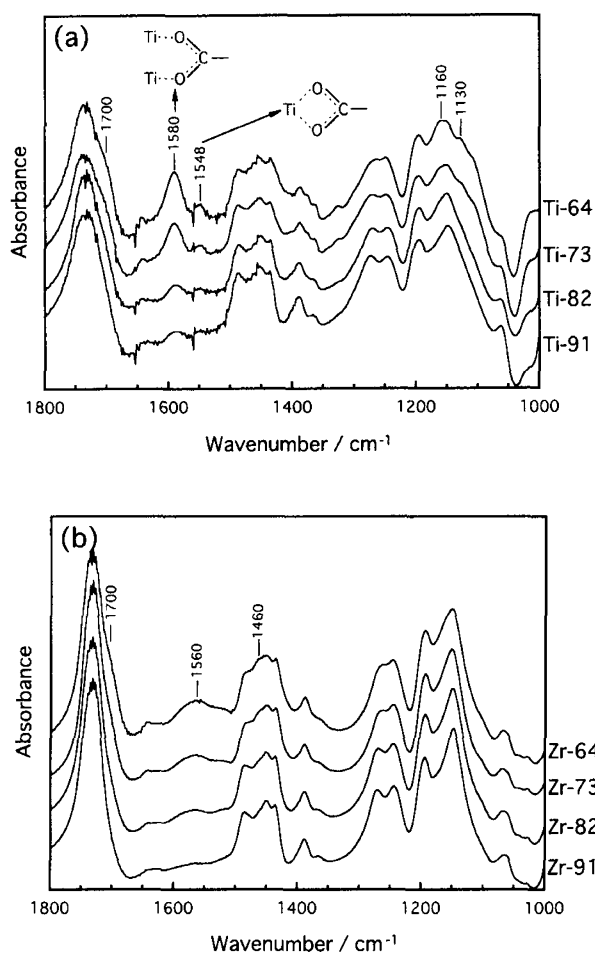 (a)
Ti
O
C
Ti
O
Ti
O
O
C
1700
1580
1548
1160
1130
Absorbance
Ti-64
Ti-73
Ti-82
Ti-91
1800
1600
1400
1200
1000
Wavenumber / cm-1
(b)
1700
1560
1460
Absorbance
Zr-64
Zr-73
Zr-82
Zr-91
1800
1600
1400
1200
1000
Wavenumber / cm-1